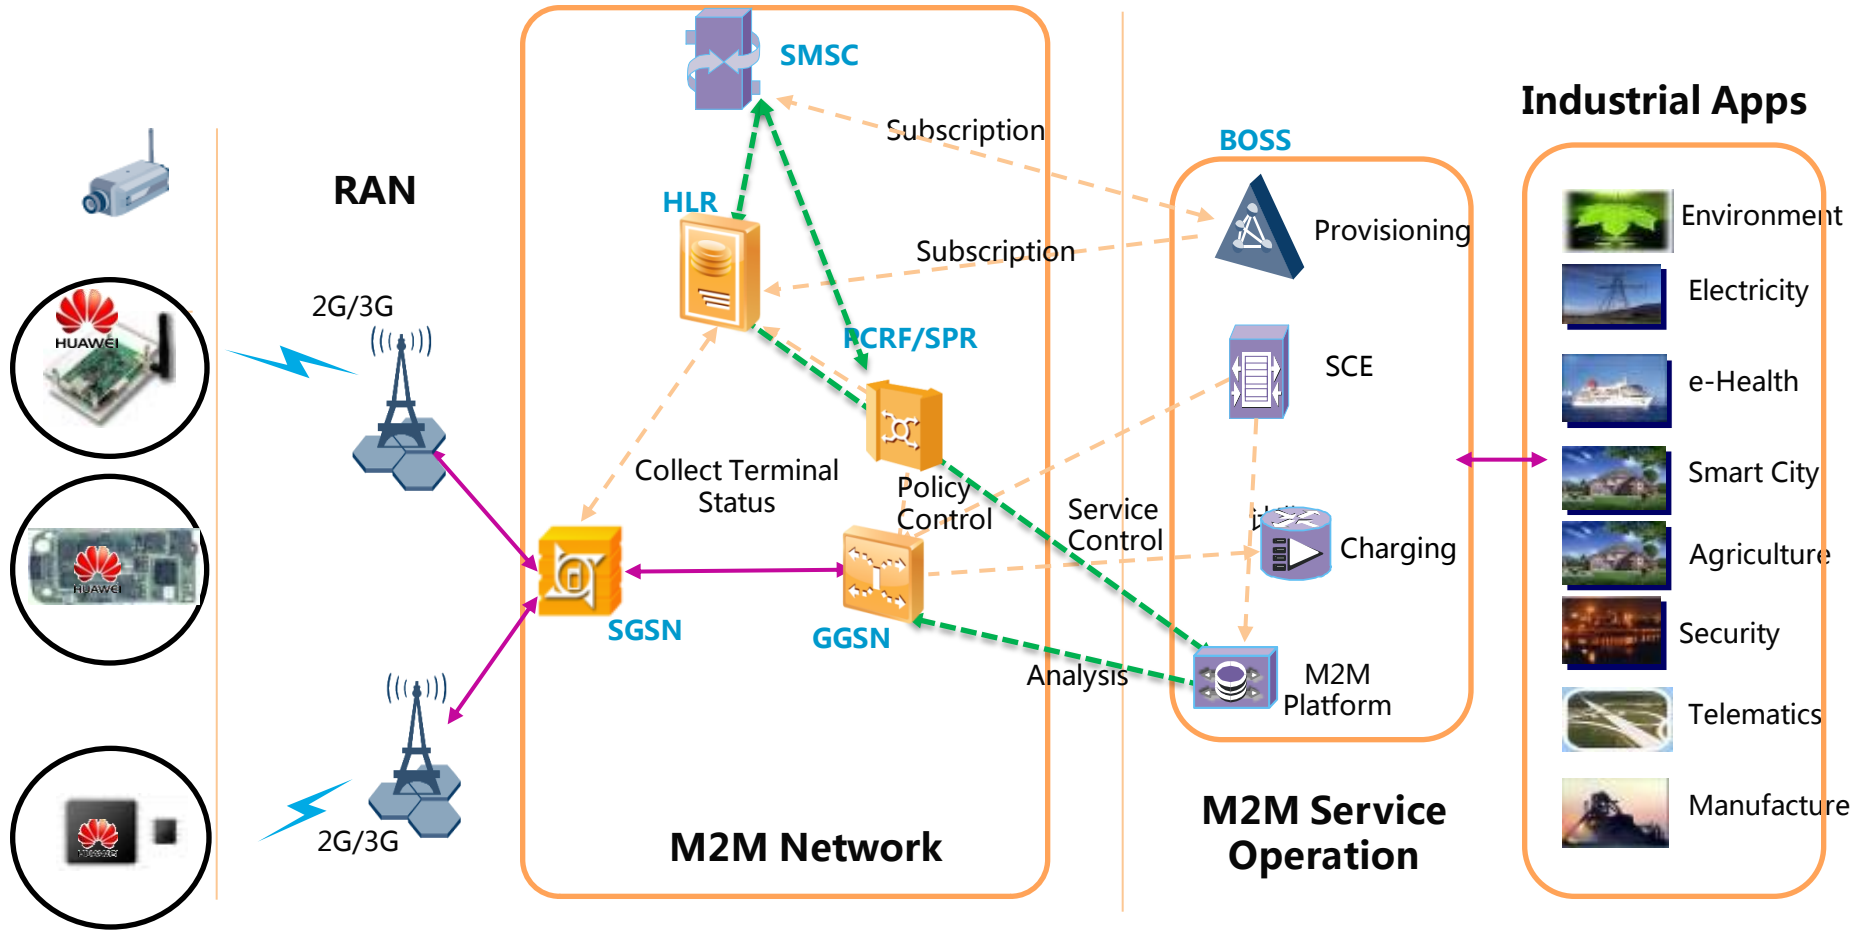 SMSC
Subscription
Industrial Apps
BOSS
RAN
HLR
Environment
Provisioning
Subscription
Electricity
2G/3G
HUAWEI
PCRF/SPR
SCE
e-Health
Collect Terminal
Status
Policy
Control
Service
Control
Smart City
Charging
Agriculture
HUAWEI
SGSN
GGSN
Security
Analysis
M2M
Platform
Telematics
2G/3G
HUAWEI
M2M Network
M2M Service
Operation
Manufacture